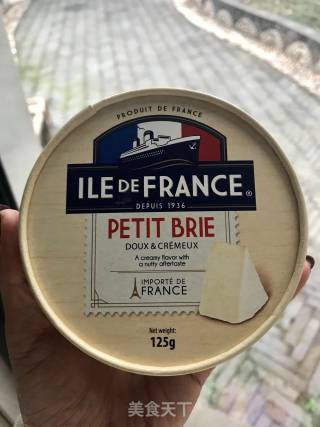 PRODUIT DE FRANCE
ILE DE FRANCE®
DEPUIS 1936
PETIT BRIE
DOUX & CRÉMEUX
A creamy flavor with
a nutty aftertaste
IMPORTÉ DE
FRANCE
Net weight:
125g
美食天下